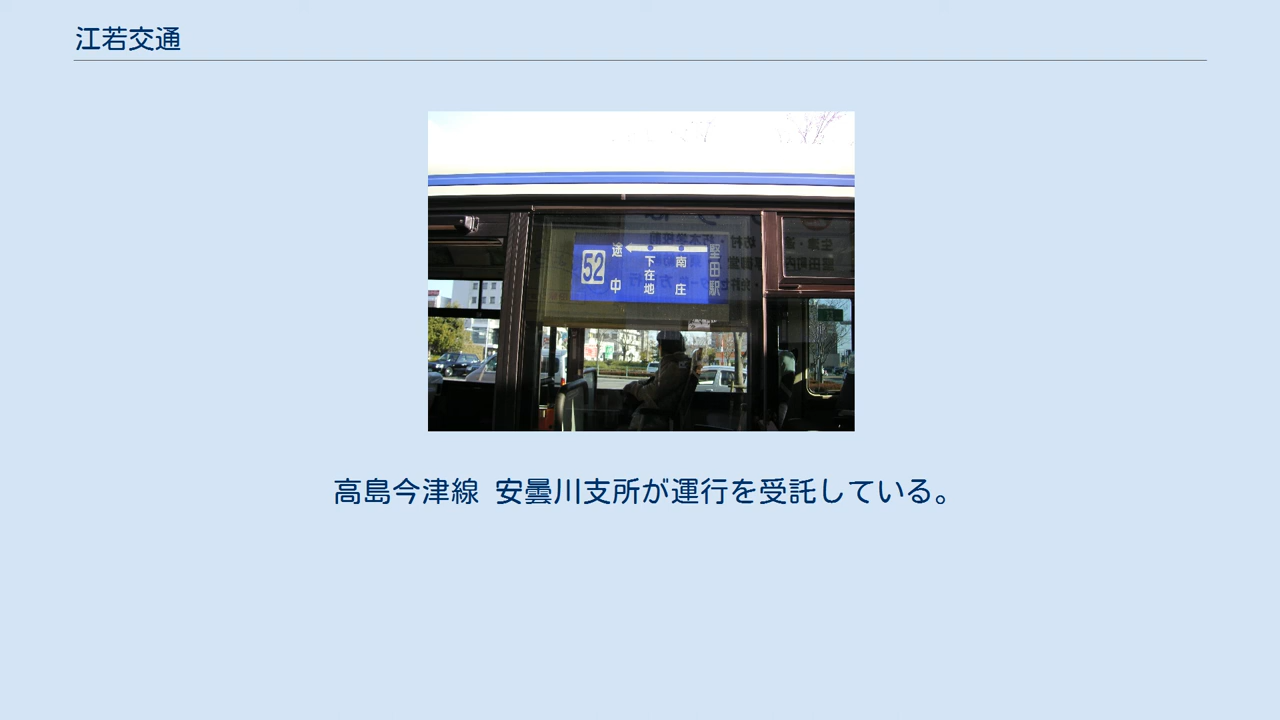 江若交通
52
途中
下在地
南庄
堅田駅
高島今津線 安曇川支所が運行を受託している。